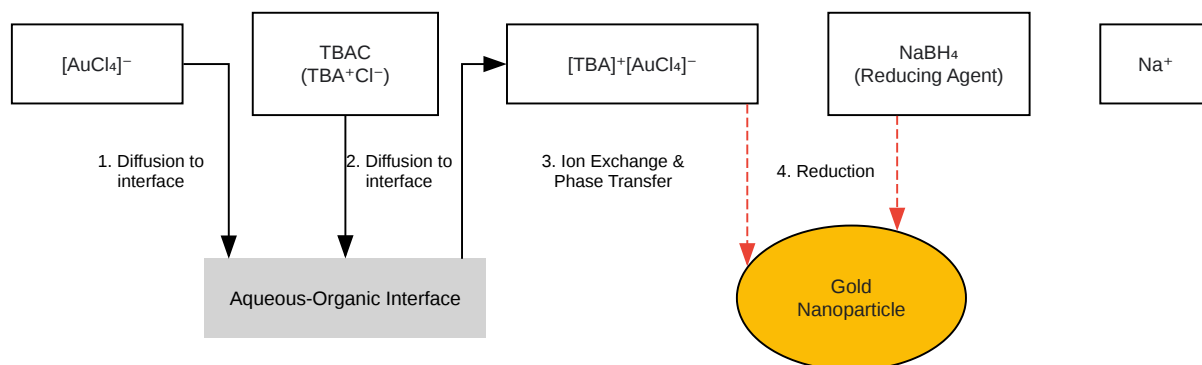 [AuCl₄]⁻
TBAC
(TBA⁺Cl⁻)
[TBA]⁺[AuCl₄]⁻
NaBH₄
(Reducing Agent)
Na⁺
1. Diffusion to
interface
2. Diffusion to
interface
3. Ion Exchange &
Phase Transfer
4. Reduction
Aqueous-Organic Interface
Gold
Nanoparticle